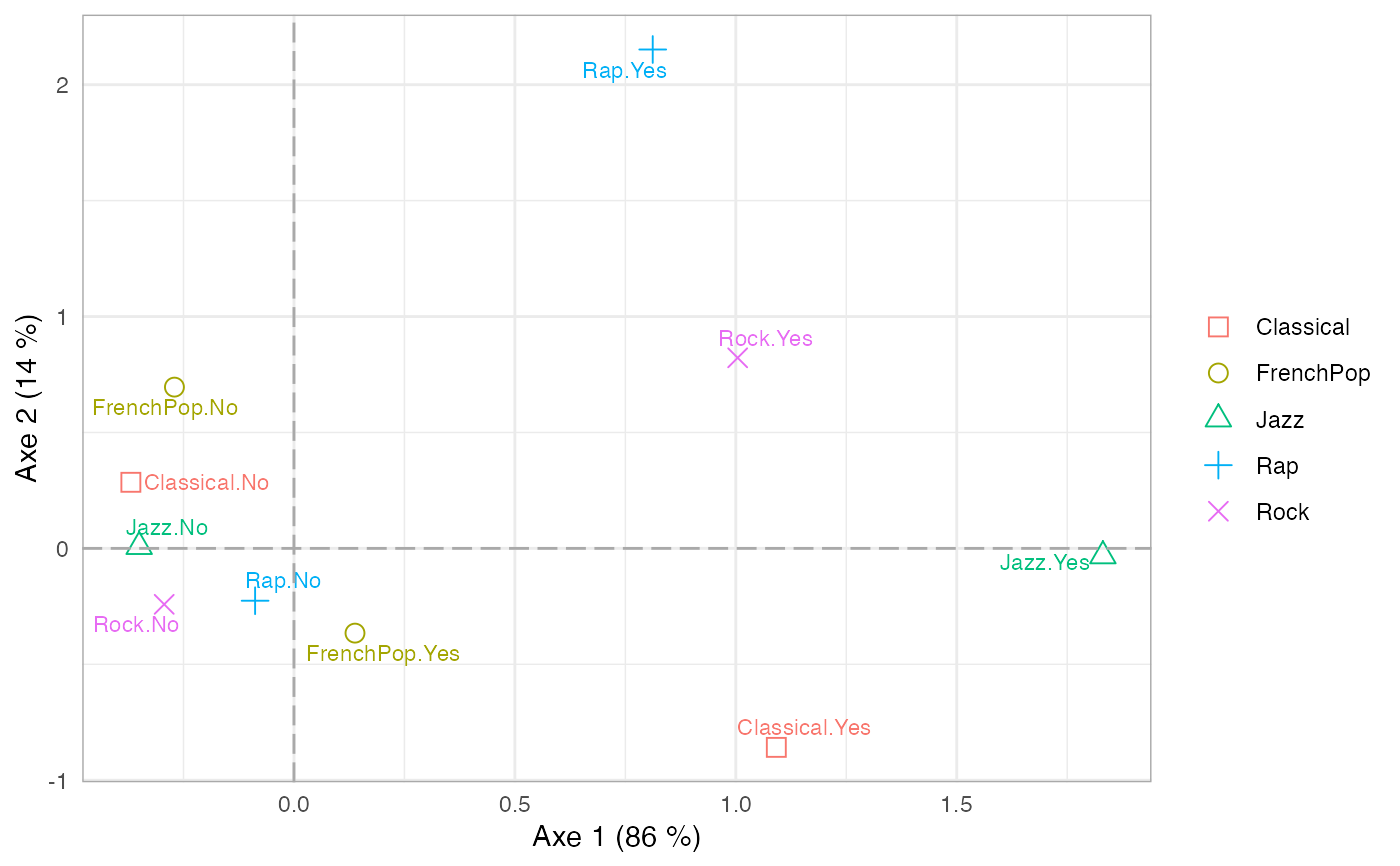 2
Rap.Yes
1
Rock.Yes
FrenchPop.No
Classical.No
Jazz.No
0
Jazz.Yes
Rap.No
Rock.No
FrenchPop.Yes
Classical.Yes
-1
0.0 0.5 1.0 1.5
Axe 1 (86 %)
Axe 2 (14 %)
Classical
FrenchPop
Jazz
Rap
Rock